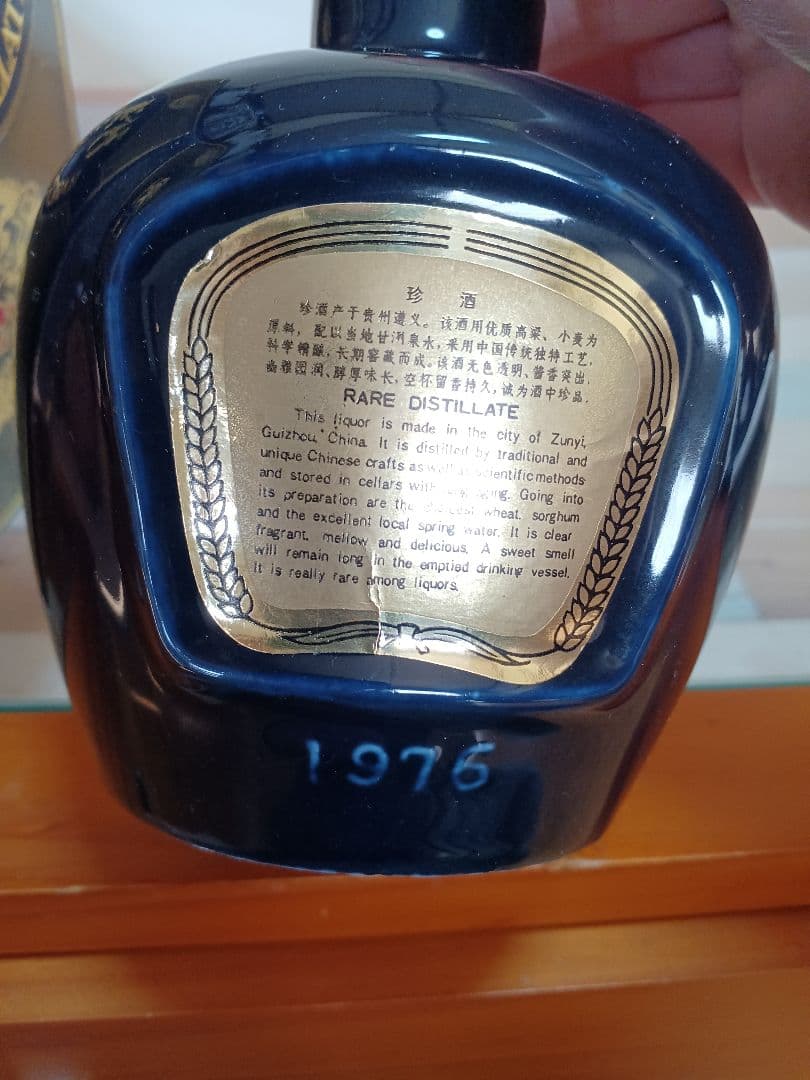 珍 酒
珍酒产于贵州遵义。该酒用优质高粱、小麦为
原料，配以当地甘洌泉水，采用中国传统独特工艺，
科学精酿，长期窖藏而成。该酒无色透明、酱香突出，
幽雅圆润、醇厚味长，空杯留香持久，诚为酒中珍品。
RARE DISTILLATE
This liquor is made in the city of Zunyi,
Guizhou, China. It is distilled by traditional and
unique Chinese crafts as well as scientific methods
and stored in cellars with aging. Going into
its preparation are the choicest wheat, sorghum
and the excellent local spring water. It is clear
fragrant, mellow and delicious. A sweet smell
will remain long in the emptied drinking vessel.
It is really rare among liquors.
1976